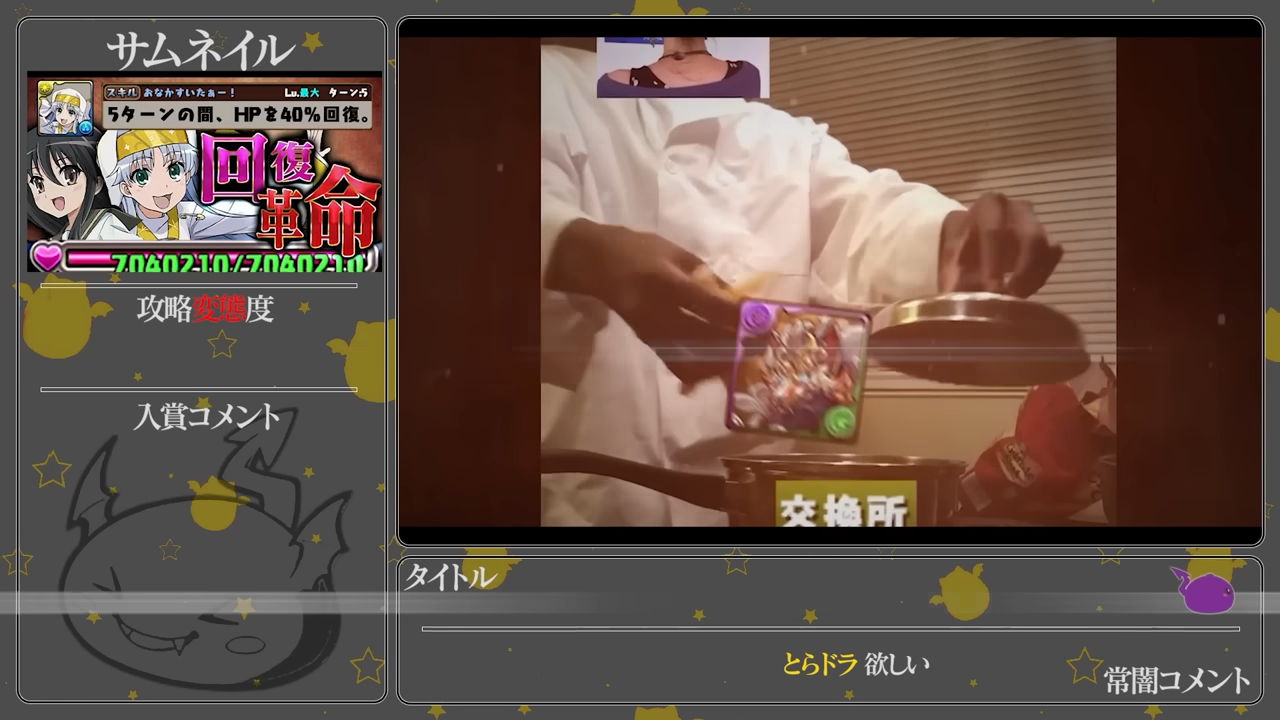 サムネイル
スキル おなかすいたぁー! Lv.最大 ターン:5
5ターンの間、HPを40%回復。
回復
革命
7040210/7040210
攻略変態度
入賞コメント
交換所
タイトル
とらドラ 欲しい
常闇コメント